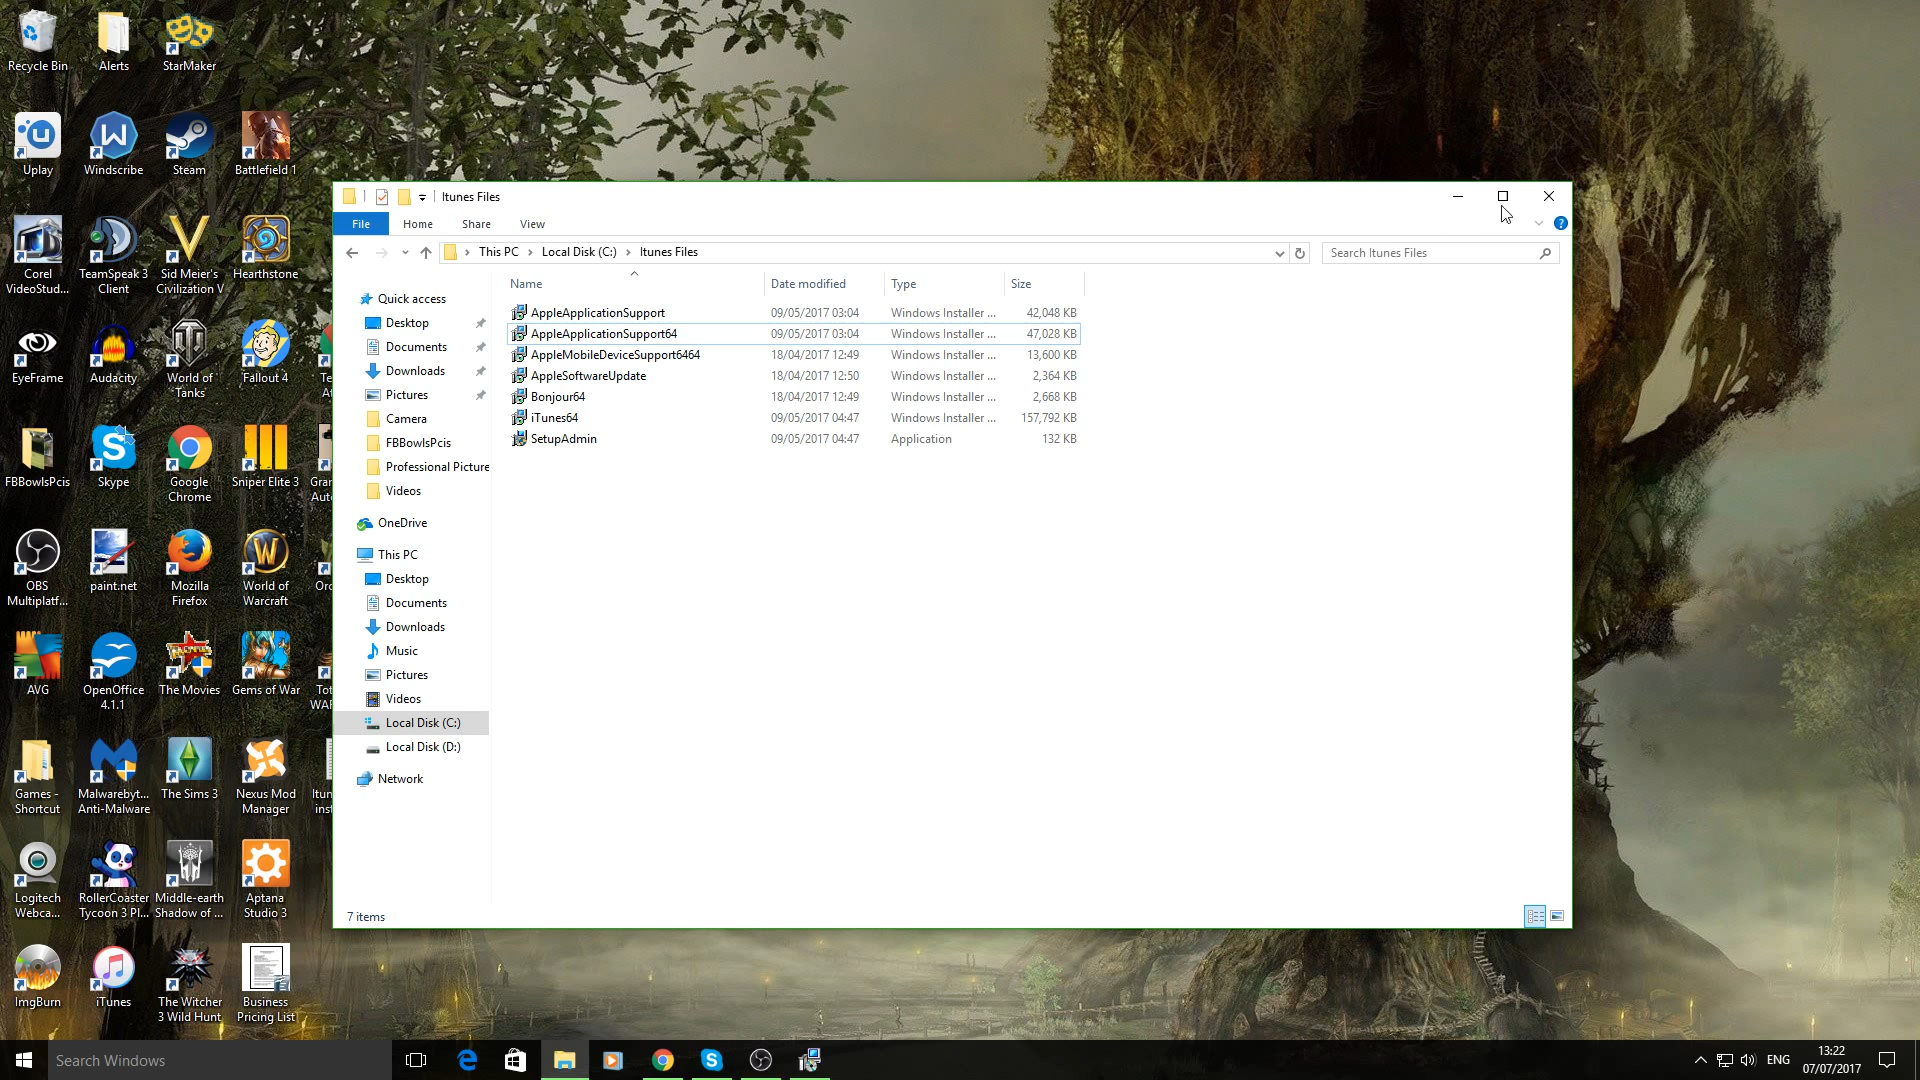 Recycle Bin
Alerts
StarMaker
Uplay
Windscribe
Steam
Battlefield 1
Corel
VideoStud...
TeamSpeak 3
Client
Sid Meier's
Civilization V
Hearthstone
EyeFrame
Audacity
World of
Tanks
Fallout 4
FBBowlsPcis
Skype
Google
Chrome
Sniper Elite 3
OBS
Multiplatf...
paint.net
Mozilla
Firefox
World of
Warcraft
AVG
OpenOffice
4.1.1
The Movies
Gems of War
Games -
Shortcut
Malwarebyt...
Anti-Malware
The Sims 3
Nexus Mod
Manager
Logitech
Webca...
RollerCoaster
Tycoon 3 Pl...
Middle-earth
Shadow of ...
Aptana
Studio 3
ImgBurn
iTunes
The Witcher
3 Wild Hunt
Business
Pricing List
Itunes Files
File Home Share View
This PC Local Disk (C:) Itunes Files
Search Itunes Files
Quick access
Desktop
Documents
Downloads
Pictures
Camera
FBBowlsPcis
Professional Picture
Videos
OneDrive
This PC
Desktop
Documents
Downloads
Music
Pictures
Videos
Local Disk (C:)
Local Disk (D:)
Network
Name Date modified Type Size
AppleApplicationSupport 09/05/2017 03:04 Windows Installer ... 42,048 KB
AppleApplicationSupport64 09/05/2017 03:04 Windows Installer ... 47,028 KB
AppleMobileDeviceSupport6464 18/04/2017 12:49 Windows Installer ... 13,600 KB
AppleSoftwareUpdate 18/04/2017 12:50 Windows Installer ... 2,364 KB
Bonjour64 18/04/2017 12:49 Windows Installer ... 2,668 KB
iTunes64 09/05/2017 04:47 Windows Installer ... 157,792 KB
SetupAdmin 09/05/2017 04:47 Application 132 KB
7 items
Search Windows
ENG
13:22
07/07/2017